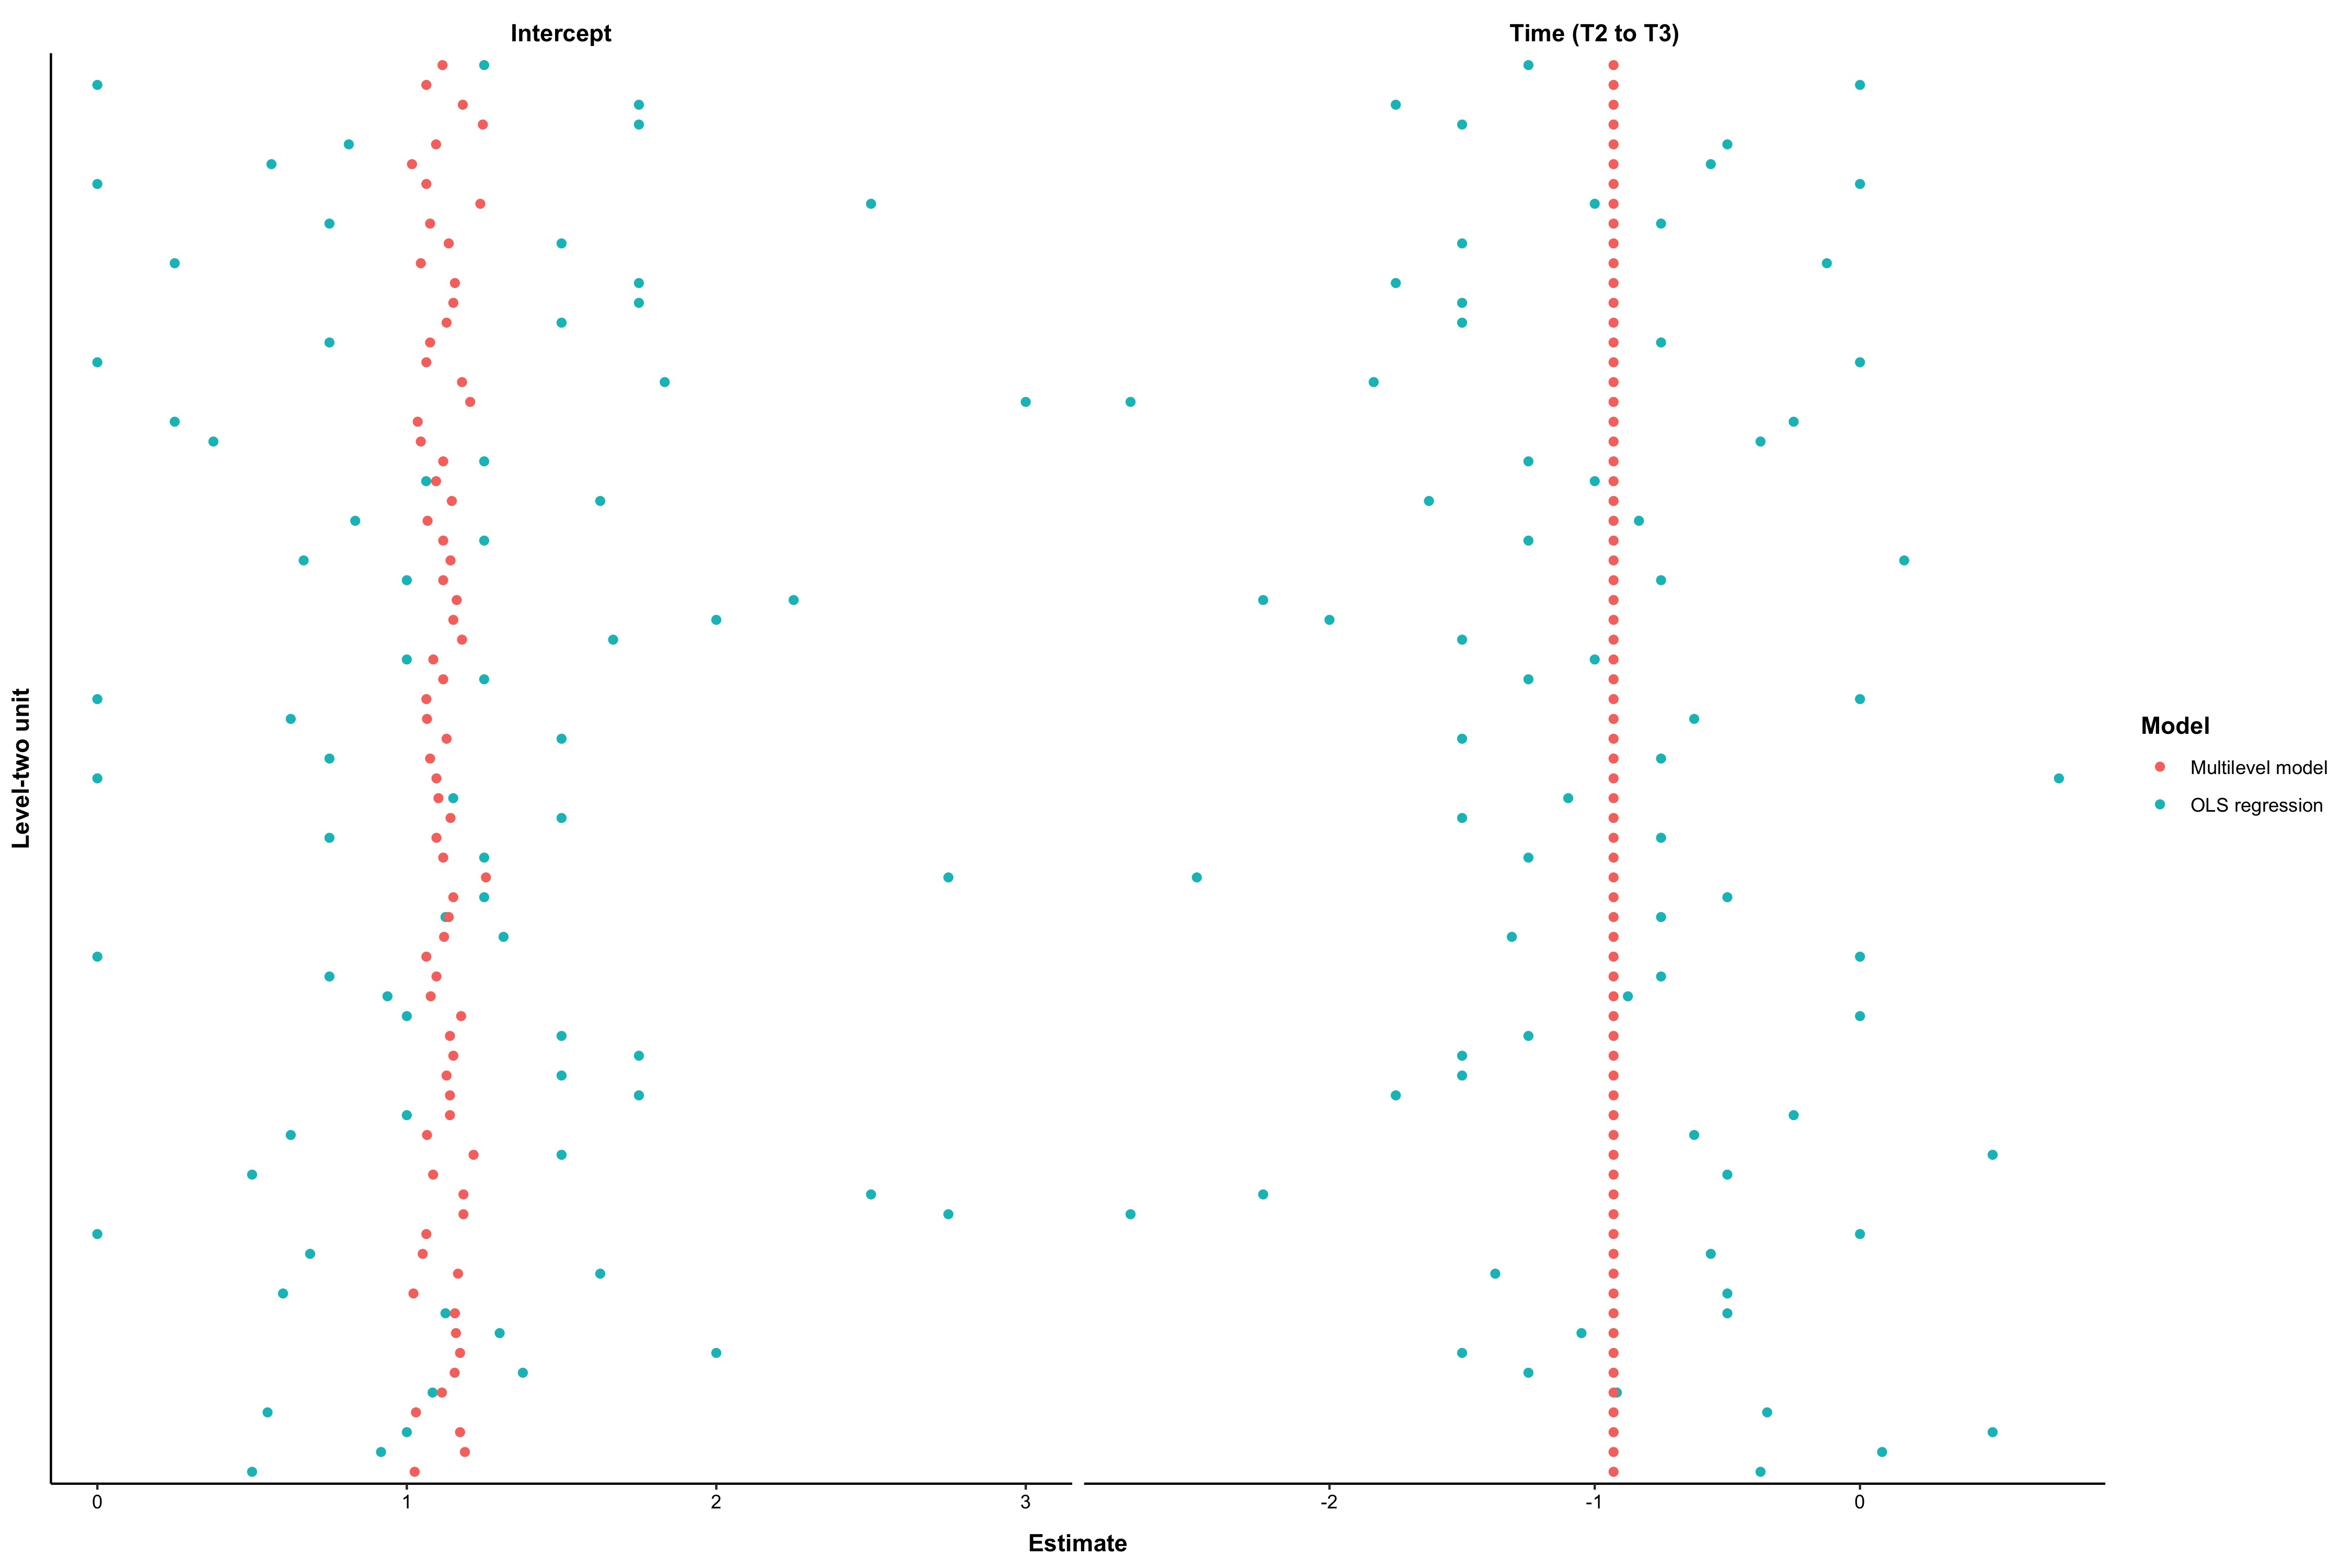 Intercept
Time (T2 to T3)
Level-two unit
Model
Multilevel model
OLS regression
0 1 2 3 -2 -1 0
Estimate